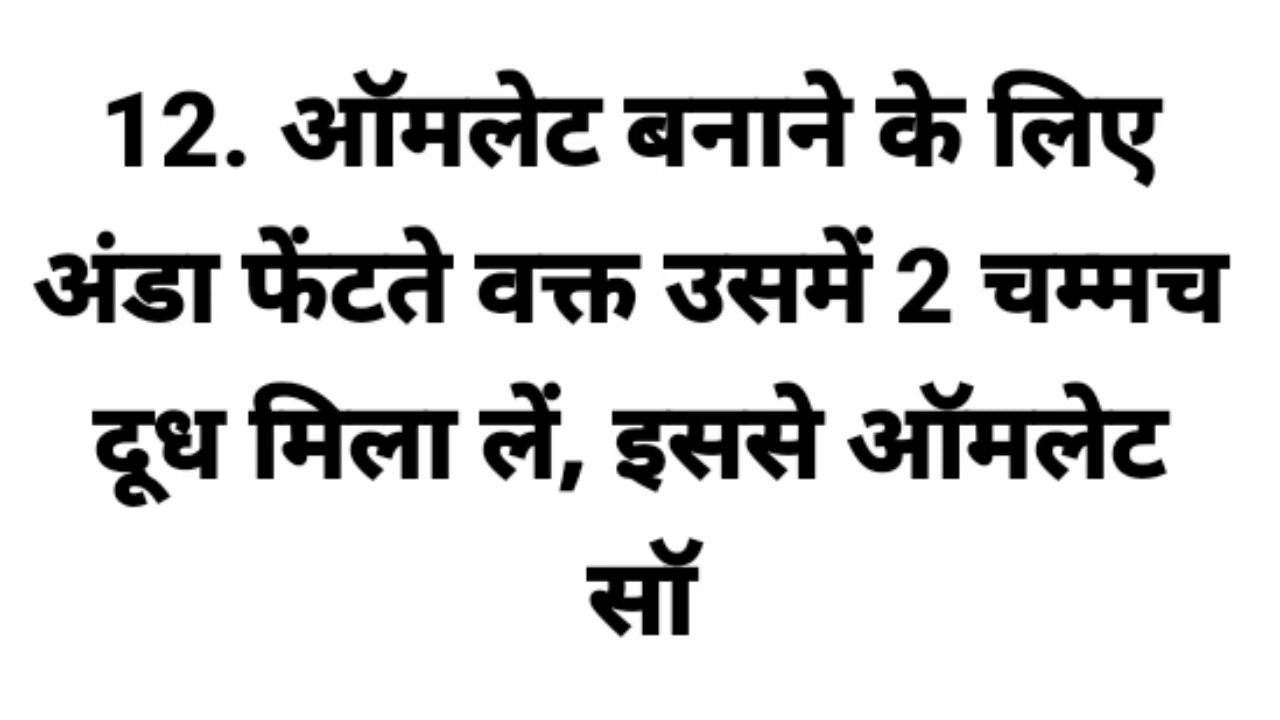 12. ऑमलेट बनाने के लिए
अंडा फेंटते वक्त उसमें 2 चम्मच
दूध मिला लें, इससे ऑमलेट
सॉ